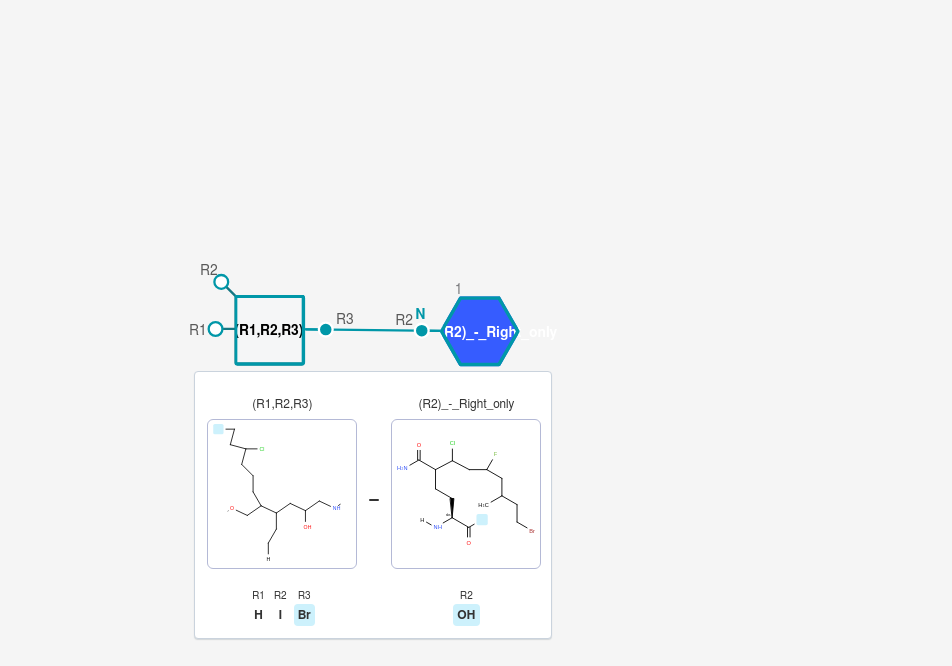 R2
1
R1
(R1,R2,R3)
R3
R2
N
(R2)_-_Right_only
(R1,R2,R3)
(R2)_-_Right_only
Cl
O
OH
NH
H
O
Cl
F
H₂N
H₃C
H
NH
O
Br
–
R1 R2 R3
H I Br
R2
OH